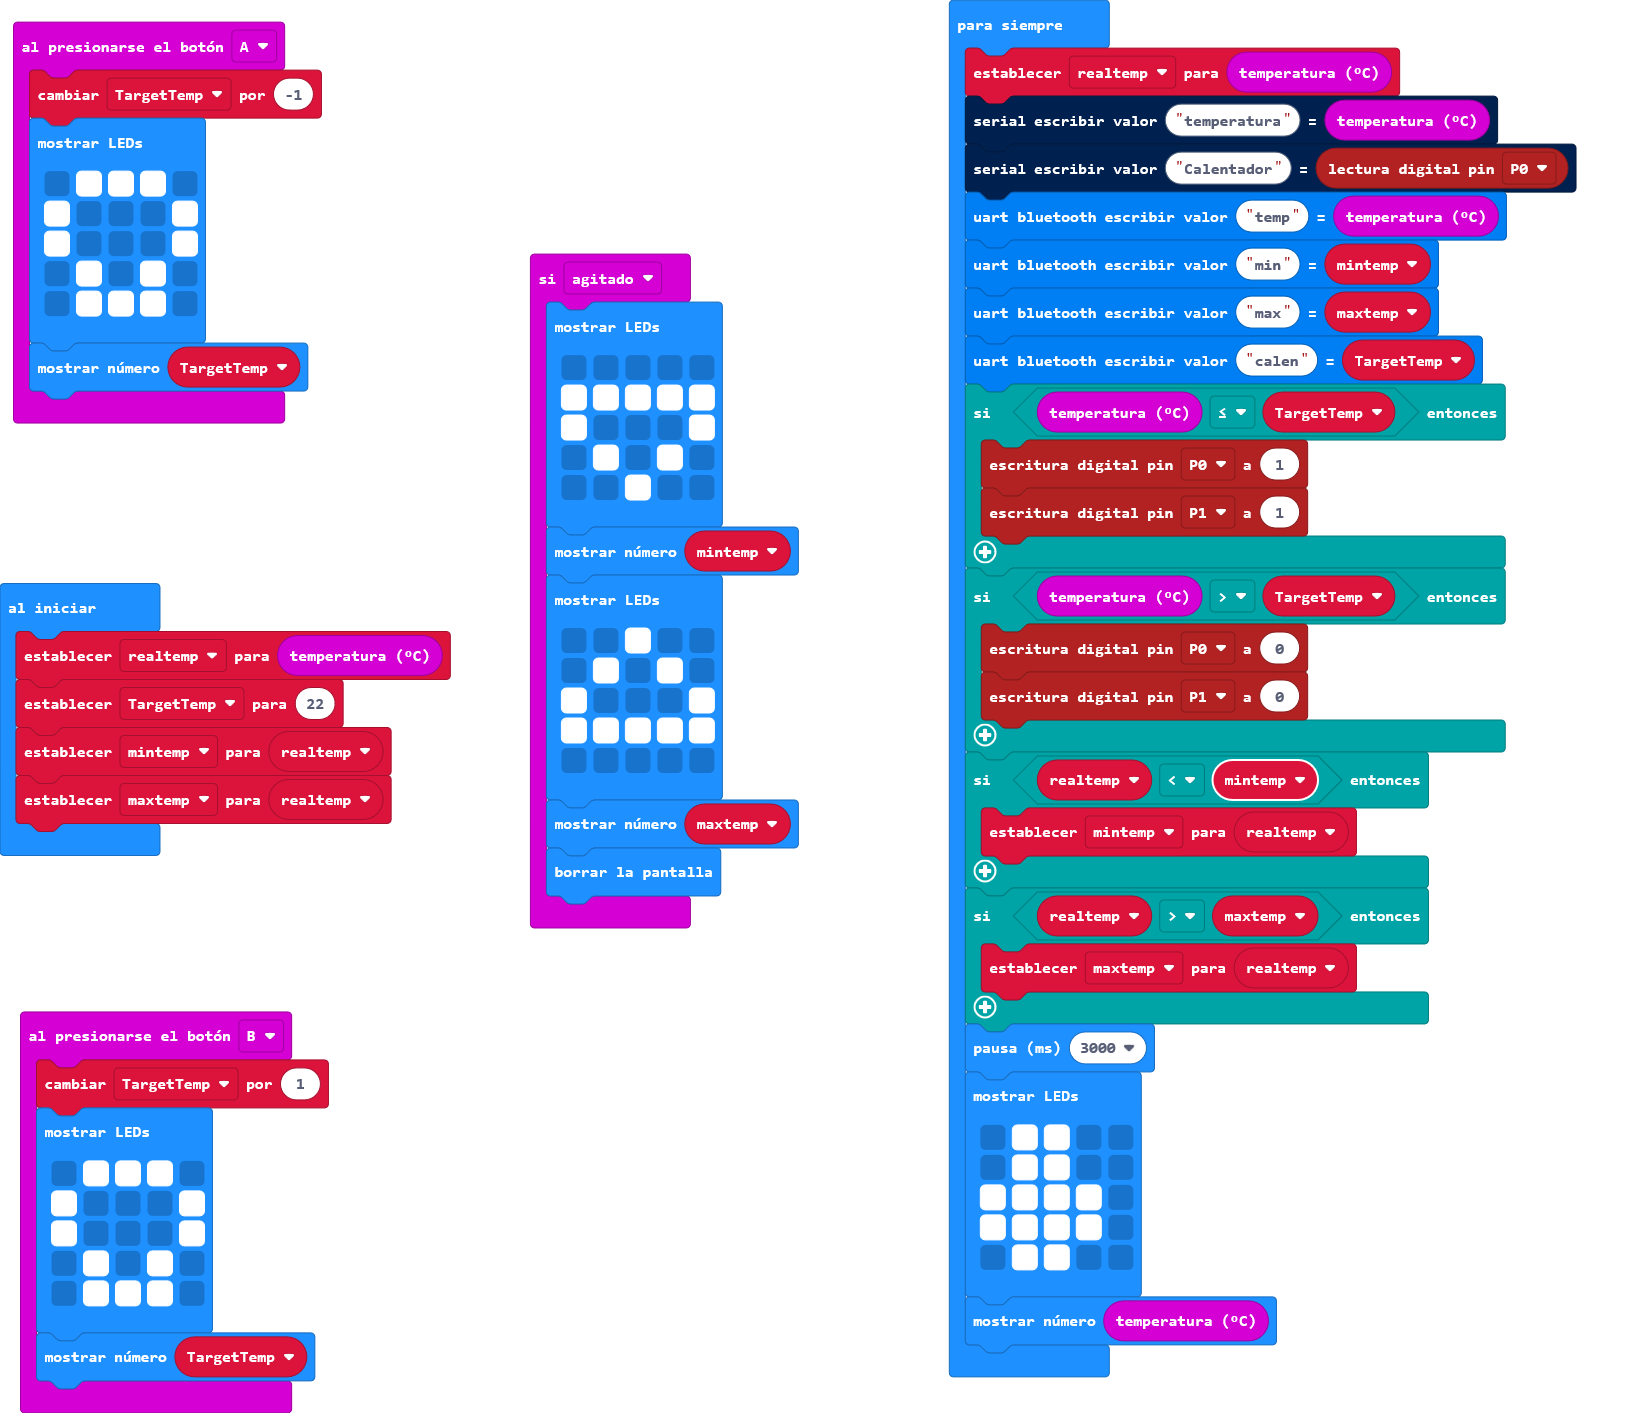 al presionarse el botón A
cambiar TargetTemp por -1
mostrar LEDs
mostrar número TargetTemp
al iniciar
establecer realtemp para temperatura (ºC)
establecer TargetTemp para 22
establecer mintemp para realtemp
establecer maxtemp para realtemp
al presionarse el botón B
cambiar TargetTemp por 1
mostrar LEDs
mostrar número TargetTemp
si agitado
mostrar LEDs
mostrar número mintemp
mostrar LEDs
mostrar número maxtemp
borrar la pantalla
para siempre
establecer realtemp para temperatura (ºC)
serial escribir valor "temperatura" = temperatura (ºC)
serial escribir valor "Calentador" = lectura digital pin P0
uart bluetooth escribir valor "temp" = temperatura (ºC)
uart bluetooth escribir valor "min" = mintemp
uart bluetooth escribir valor "max" = maxtemp
uart bluetooth escribir valor "calen" = TargetTemp
si temperatura (ºC) ≤ TargetTemp entonces
escritura digital pin P0 a 1
escritura digital pin P1 a 1
si temperatura (ºC) > TargetTemp entonces
escritura digital pin P0 a 0
escritura digital pin P1 a 0
si realtemp < mintemp entonces
establecer mintemp para realtemp
si realtemp > maxtemp entonces
establecer maxtemp para realtemp
pausa (ms) 3000
mostrar LEDs
mostrar número temperatura (ºC)